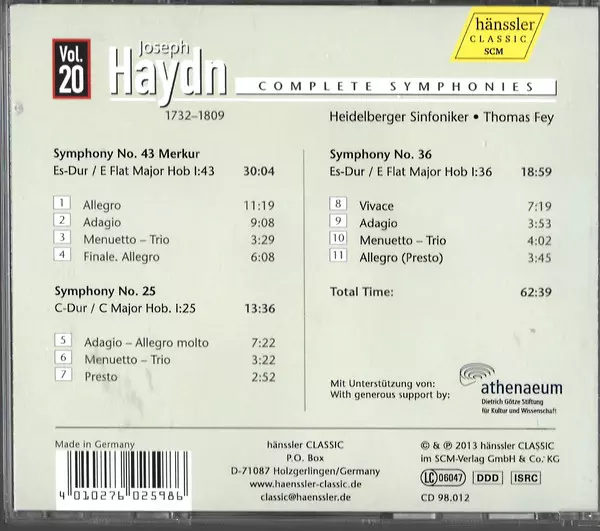 Vol.
20
Joseph
Haydn
COMPLETE SYMPHONIES
hänssler
CLASSIC
SCM
1732–1809
Heidelberger Sinfoniker • Thomas Fey
Symphony No. 43 Merkur
Es-Dur / E Flat Major Hob I:43 30:04
1 Allegro 11:19
2 Adagio 9:08
3 Menuetto – Trio 3:29
4 Finale. Allegro 6:08
Symphony No. 25
C-Dur / C Major Hob. I:25 13:36
5 Adagio – Allegro molto 7:22
6 Menuetto – Trio 3:22
7 Presto 2:52
Symphony No. 36
Es-Dur / E Flat Major Hob I:36 18:59
8 Vivace 7:19
9 Adagio 3:53
10 Menuetto – Trio 4:02
11 Allegro (Presto) 3:45
Total Time: 62:39
Mit Unterstützung von:
With generous support by:
athenaeum
Dietrich Götze Stiftung
für Kultur und Wissenschaft
Made in Germany
4 010276 025986
hänssler CLASSIC
P.O. Box
D-71087 Holzgerlingen/Germany
www.haenssler-classic.de
classic@haenssler.de
© & ℗ 2013 hänssler CLASSIC
im SCM-Verlag GmbH & Co. KG
LC 06047 DDD ISRC
CD 98.012